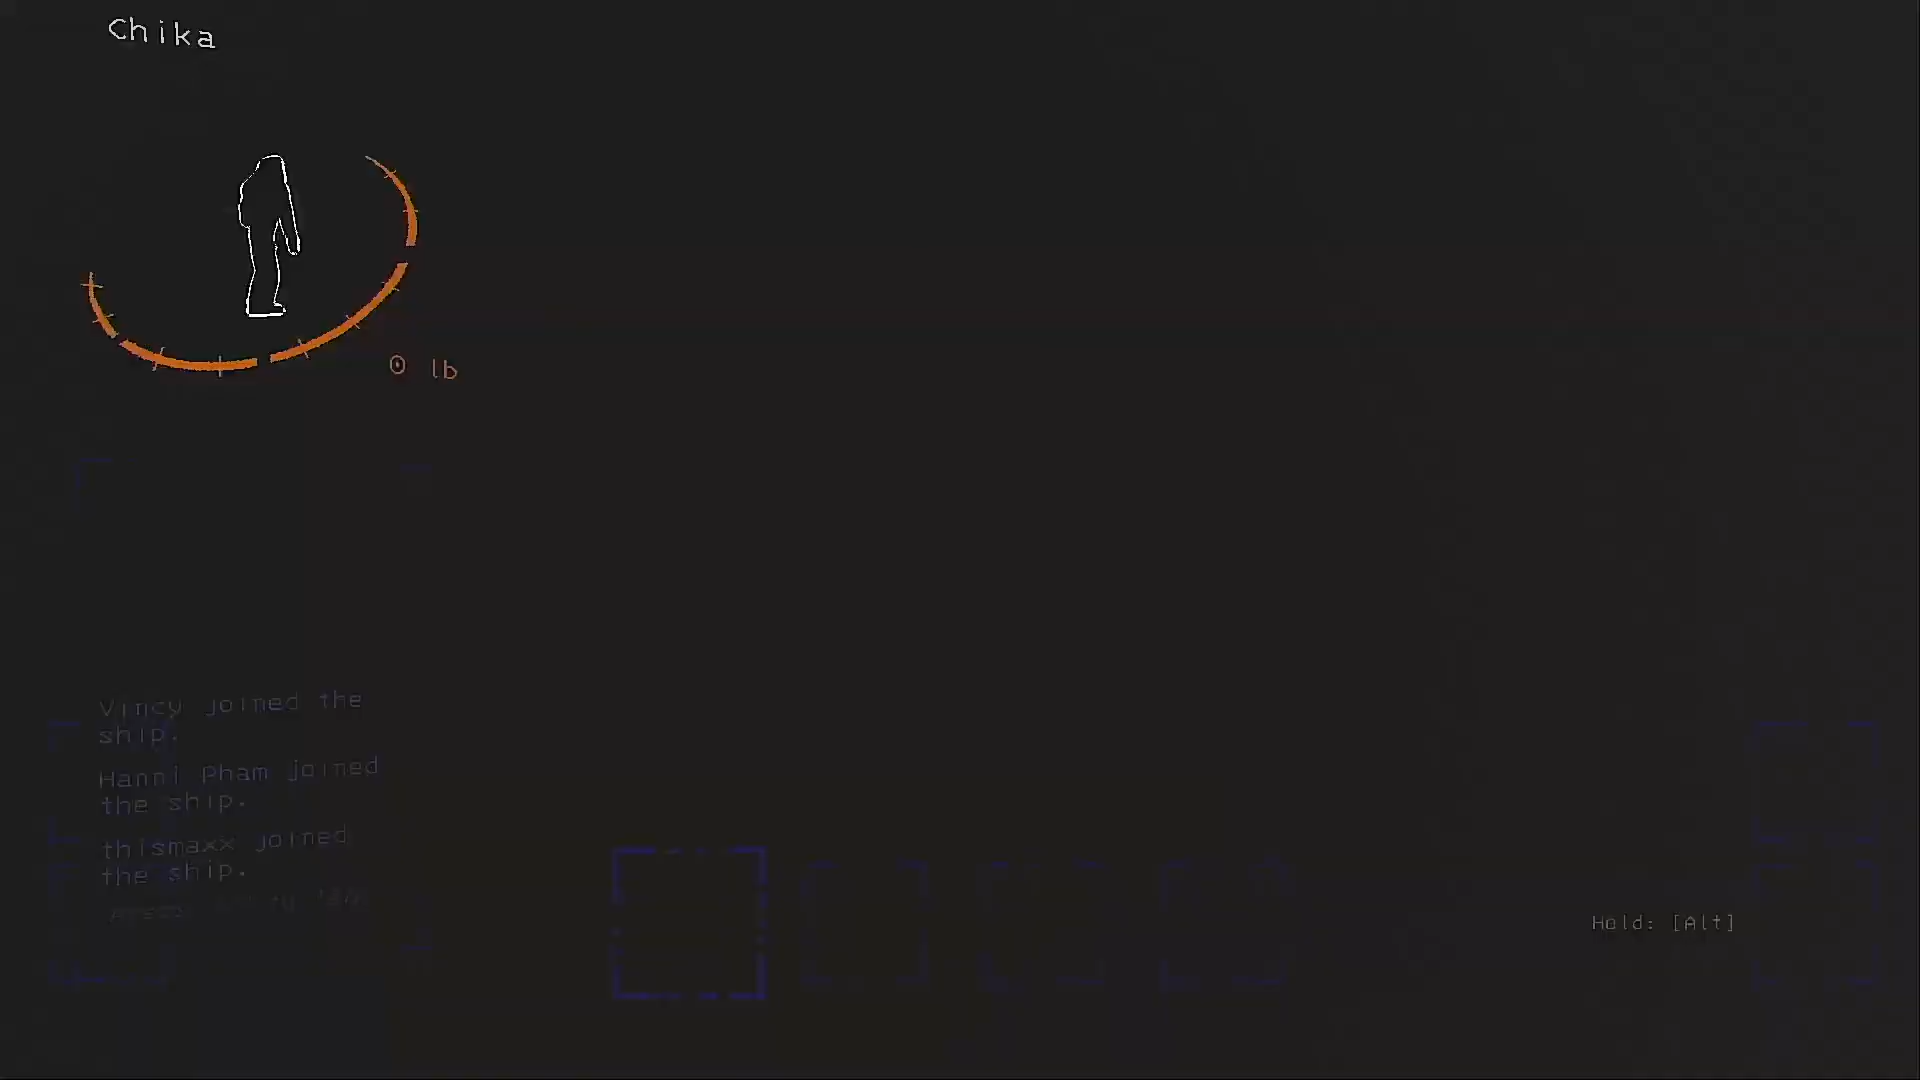 Chika
0 lb
Vincy joined the
ship.
Hanni Pham joined
the ship.
thismaxx joined
the ship.
Hold: [Alt]